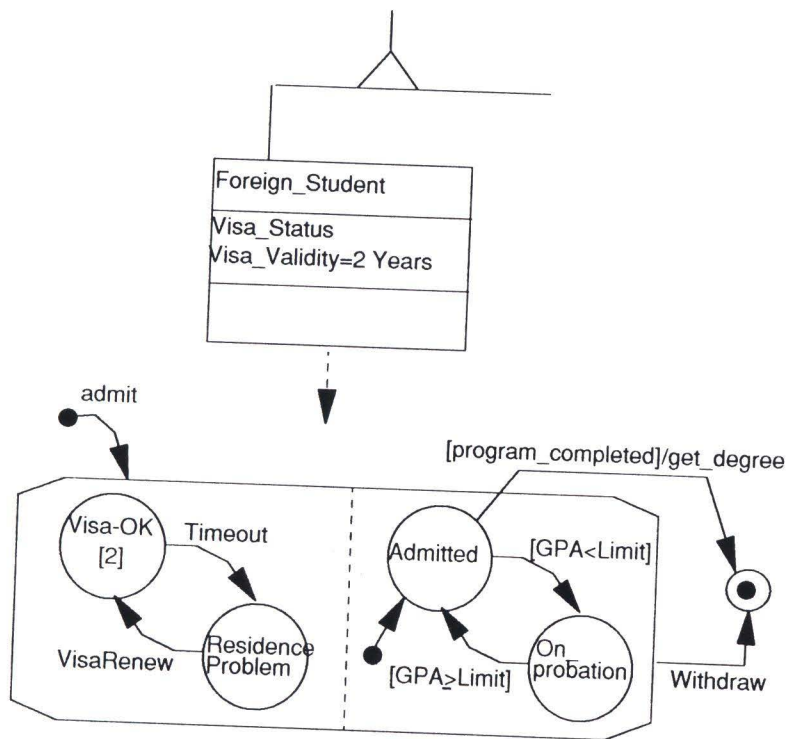 Foreign_Student
Visa_Status
Visa_Validity=2 Years
admit
[program_completed]/get_degree
Visa-OK
[2]
Timeout
Admitted
[GPA<Limit]
VisaRenew
Residence
Problem
[GPA≥Limit]
On_
probation
Withdraw